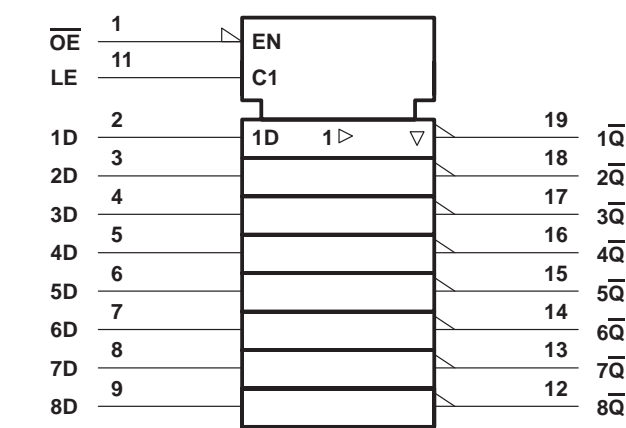 OE 1 EN
LE 11 C1
1D 2 1D 1 19 1Q̅
2D 3 18 2Q̅
3D 4 17 3Q̅
4D 5 16 4Q̅
5D 6 15 5Q̅
6D 7 14 6Q̅
7D 8 13 7Q̅
8D 9 12 8Q̅